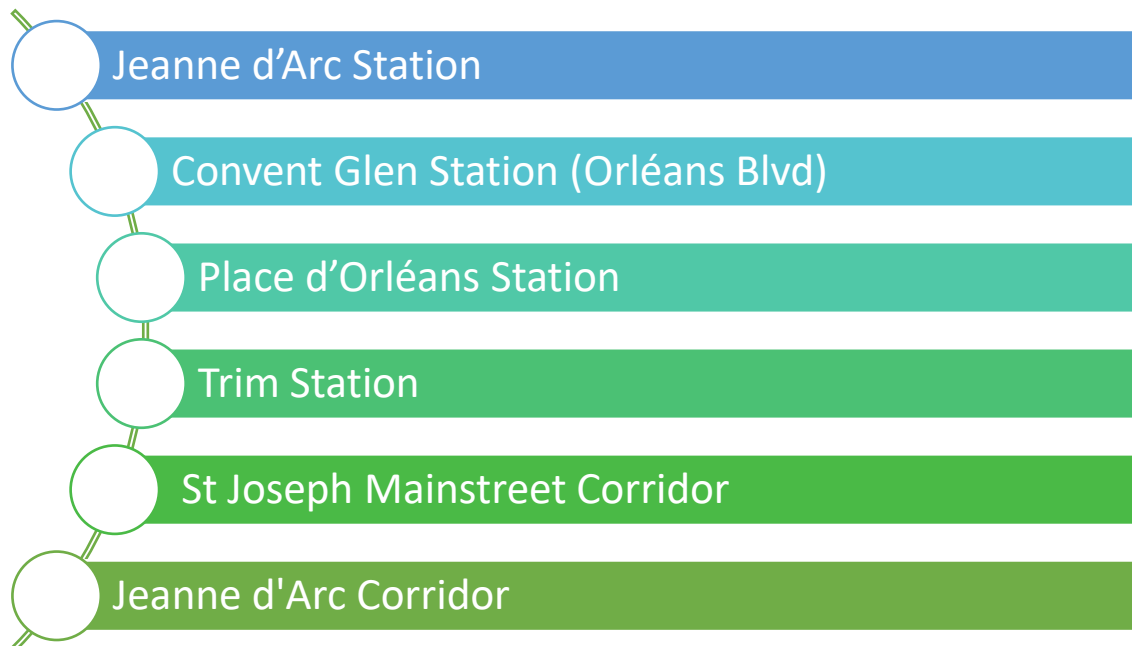 Jeanne d’Arc Station
Convent Glen Station (Orléans Blvd)
Place d’Orléans Station
Trim Station
St Joseph Mainstreet Corridor
Jeanne d'Arc Corridor